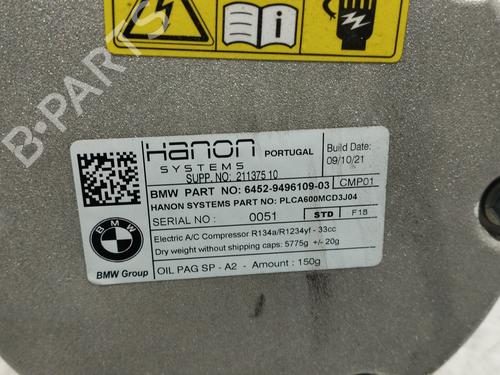 B-PARTS
Hanon
SYSTEMS
PORTUGAL
Build Date:
09/10/21
SUPP. NO: 21137510
BMW PART NO: 6452-9496109-03
CMP01
HANON SYSTEMS PART NO: PLCA600MCD3J04
SERIAL NO : 0051 STD F18
Electric A/C Compressor R134a/R1234yf - 33cc
Dry weight without shipping caps: 5775g +/- 20g
BMW
BMW Group
OIL PAG SP - A2 - Amount : 150g